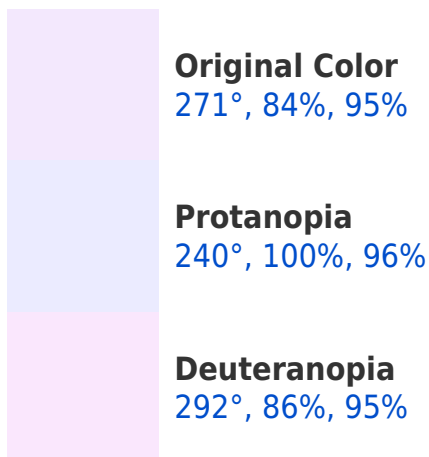 Original Color
271°, 84%, 95%
Protanopia
240°, 100%, 96%
Deuteranopia
292°, 86%, 95%